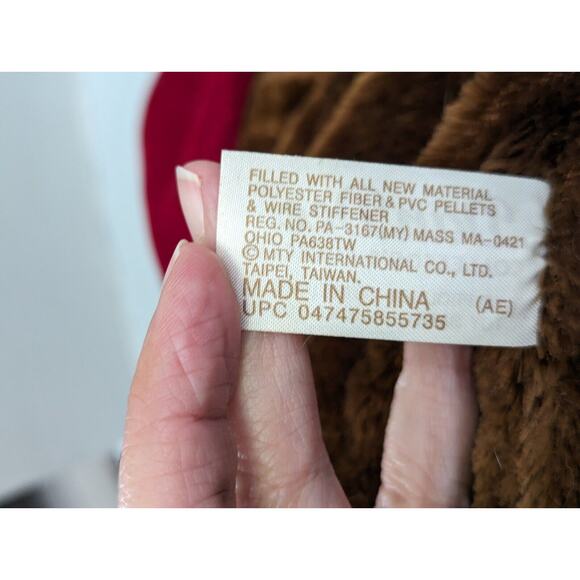 FILLED WITH ALL NEW MATERIAL
POLYESTER FIBER & PVC PELLETS
& WIRE STIFFENER
REG. NO. PA-3167(MY) MASS MA-0421
OHIO PA638TW
© MTY INTERNATIONAL CO., LTD.
TAIPEI, TAIWAN.
MADE IN CHINA (AE)
UPC 047475855735